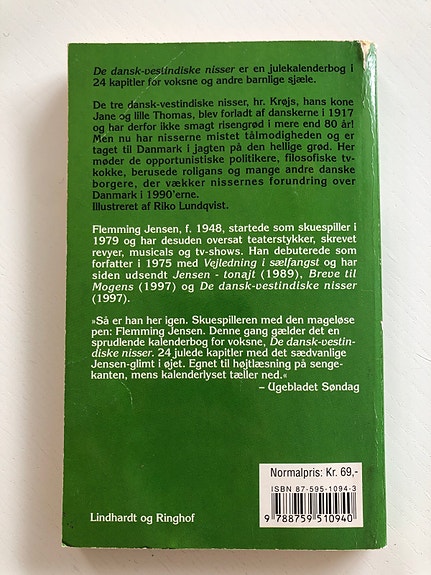 De dansk-vestindiske nisser er en julekalenderbog i
24 kapitler for voksne og andre barnlige sjæle.
De tre dansk-vestindiske nisser, hr. Krøjs, hans kone
Jane og lille Thomas, blev forladt af danskerne i 1917
og har derfor ikke smagt risengrød i mere end 80 år!
Men nu har nisserne mistet tålmodigheden og er
taget til Danmark i jagten på den hellige grød. Her
møder de opportunistiske politikere, filosofiske tv-
kokke, berusede roligans og mange andre danske
borgere, der vækker nissernes forundring over
Danmark i 1990'erne.
Illustreret af Riko Lundqvist.
Flemming Jensen, f. 1948, startede som skuespiller i
1979 og har desuden oversat teaterstykker, skrevet
revyer, musicals og tv-shows. Han debuterede som
forfatter i 1975 med Vejledning i sælfangst og har
siden udsendt Jensen - tonajt (1989), Breve til
Mogens (1997) og De dansk-vestindiske nisser
(1997).
»Så er han her igen. Skuespilleren med den mageløse
pen: Flemming Jensen. Denne gang gælder det en
sprudlende kalenderbog for voksne, De dansk-vestin-
diske nisser. 24 julede kapitler med det sædvanlige
Jensen-glimt i øjet. Egnet til højtlæsning på senge-
kanten, mens kalenderlyset tæller ned.«
– Ugebladet Søndag
Normalpris: Kr. 69,-
ISBN 87-595-1094-3
9 788759 510940
Lindhardt og Ringhof